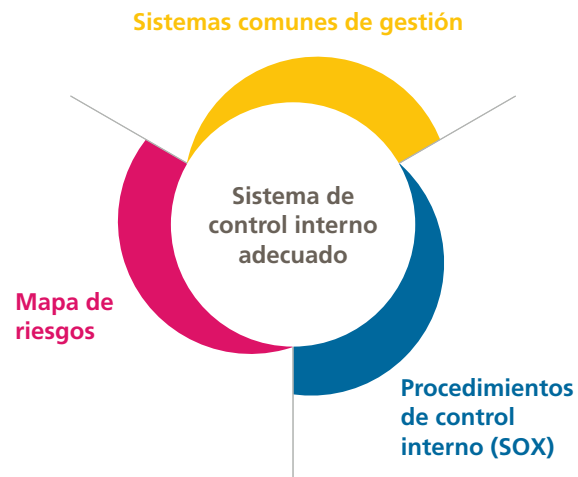 Sistemas comunes de gestión
Sistema de
control interno
adecuado
Mapa de
riesgos
Procedimientos
de control
interno (SOX)